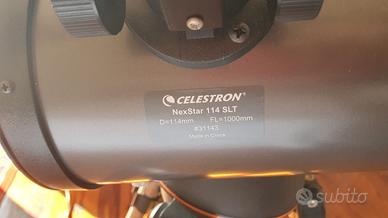 CELESTRON
NexStar 114 SLT
D=114mm FL=1000mm
#31143
Made in China
subito